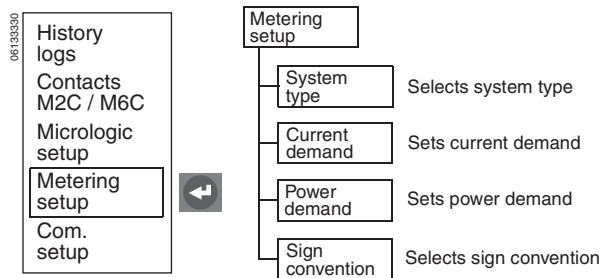 06133330
History
logs
Contacts
M2C / M6C
Micrologic
setup
Metering
setup
Com.
setup
Metering
setup
System
type
Selects system type
Current
demand
Sets current demand
Power
demand
Sets power demand
Sign
convention
Selects sign convention